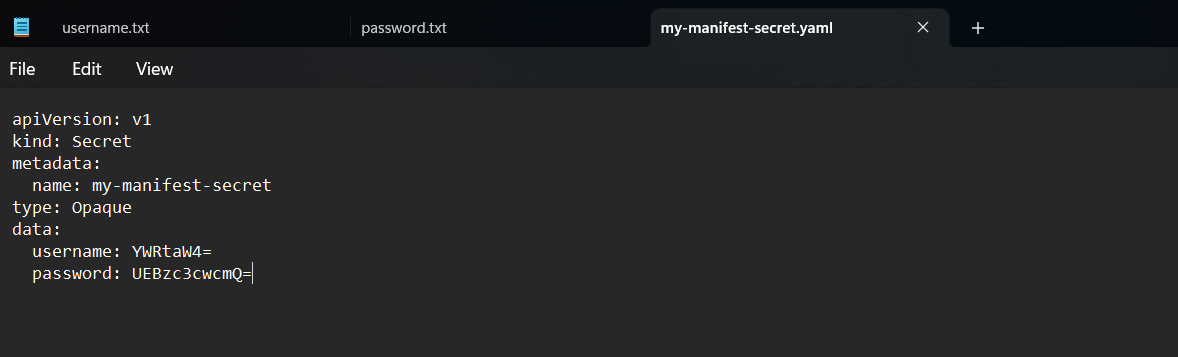 username.txt
password.txt
my-manifest-secret.yaml
File
Edit
View
apiVersion: v1
kind: Secret
metadata:
  name: my-manifest-secret
type: Opaque
data:
  username: YWRtaW4=
  password: UEBzc3cwcmQ=